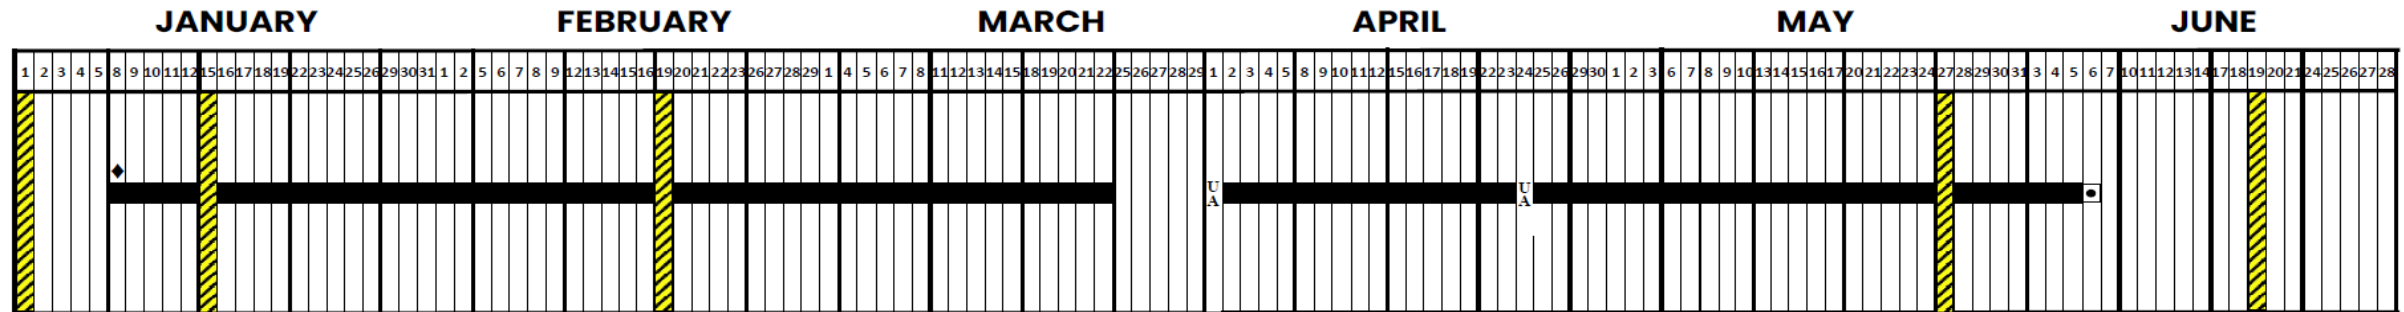 JANUARY FEBRUARY MARCH APRIL MAY JUNE
1 2 3 4 5 8 9 10 11 12 15 16 17 18 19 22 23 24 25 26 29 30 31 1 2 5 6 7 8 9 12 13 14 15 16 19 20 21 22 23 26 27 28 29 1 4 5 6 7 8 11 12 13 14 15 18 19 20 21 22 25 26 27 28 29 1 2 3 4 5 8 9 10 11 12 15 16 17 18 19 22 23 24 25 26 29 30 1 2 3 6 7 8 9 10 13 14 15 16 17 20 21 22 23 24 27 28 29 30 31 3 4 5 6 7 10 11 12 13 14 17 18 19 20 21 24 25 26 27 28
U U
A A